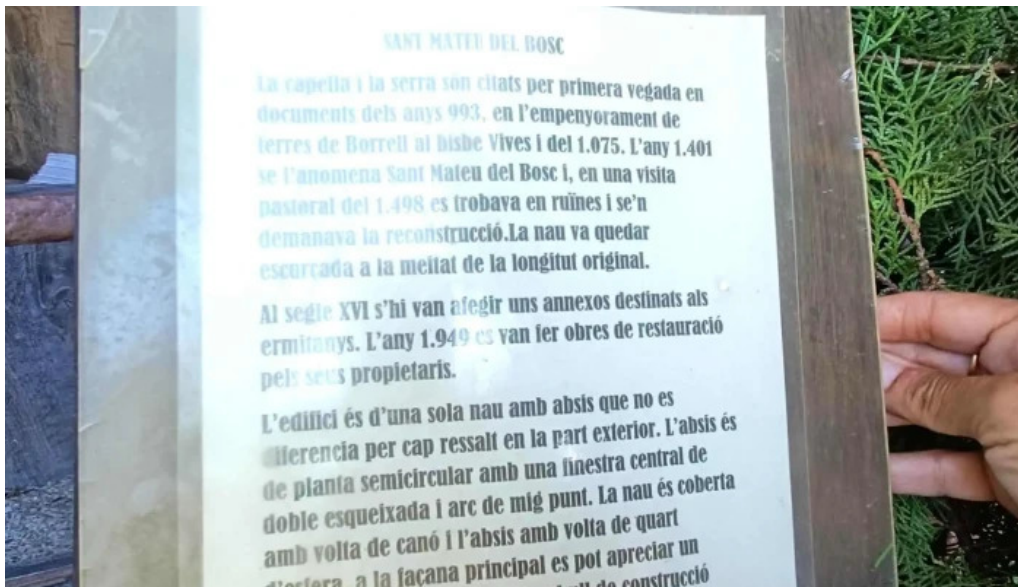 SANT MATEU DEL BOSC
La capella i la serra són citats per primera vegada en
documents dels anys 993, en l'empenyorament de
terres de Borrell al bisbe Vives i del 1.075. L'any 1.401
se l'anomena Sant Mateu del Bosc i, en una visita
pastoral del 1.498 es trobava en ruïnes i se'n
demanava la reconstrucció.La nau va quedar
escurçada a la meitat de la longitut original.
Al segle XVI s'hi van afegir uns annexos destinats als
ermitanys. L'any 1.949 es van fer obres de restauració
pels seus propietaris.
L'edifici és d'una sola nau amb absis que no es
diferencia per cap ressalt en la part exterior. L'absis és
de planta semicircular amb una finestra central de
doble esqueixada i arc de mig punt. La nau és coberta
amb volta de canó i l'absis amb volta de quart
d'esfera, a la façana principal es pot apreciar un
de construcció